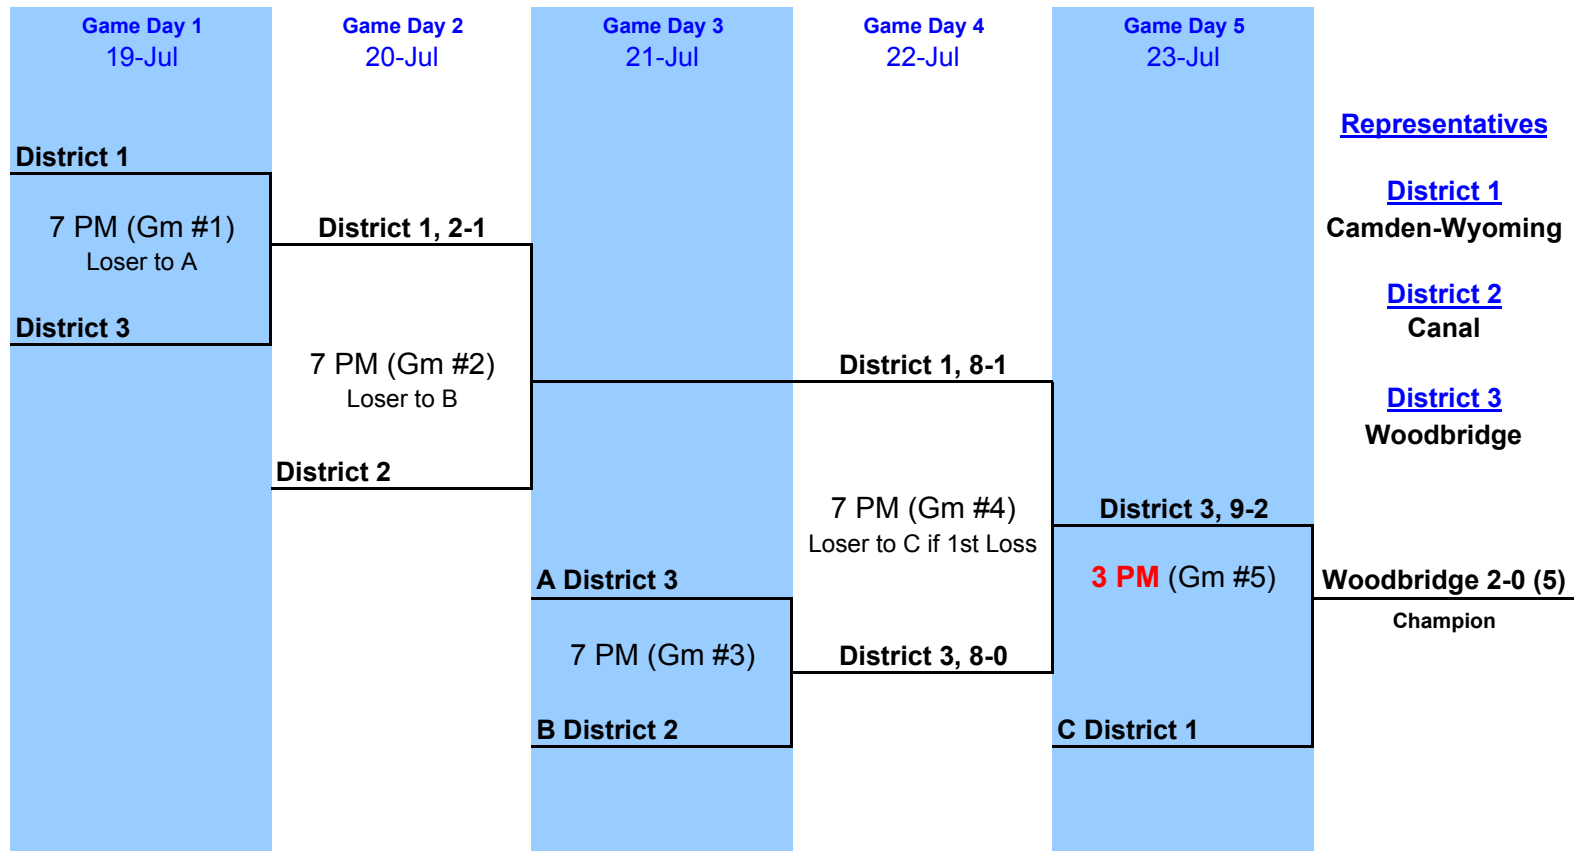 Game Day 1
19-Jul
Game Day 2
20-Jul
Game Day 3
21-Jul
Game Day 4
22-Jul
Game Day 5
23-Jul
District 1
7 PM (Gm #1)
Loser to A
District 3
District 1, 2-1
7 PM (Gm #2)
Loser to B
District 2
A District 3
7 PM (Gm #3)
B District 2
District 1, 8-1
7 PM (Gm #4)
Loser to C if 1st Loss
District 3, 8-0
District 3, 9-2
3 PM (Gm #5)
C District 1
Representatives
District 1
Camden-Wyoming
District 2
Canal
District 3
Woodbridge
Woodbridge 2-0 (5)
Champion